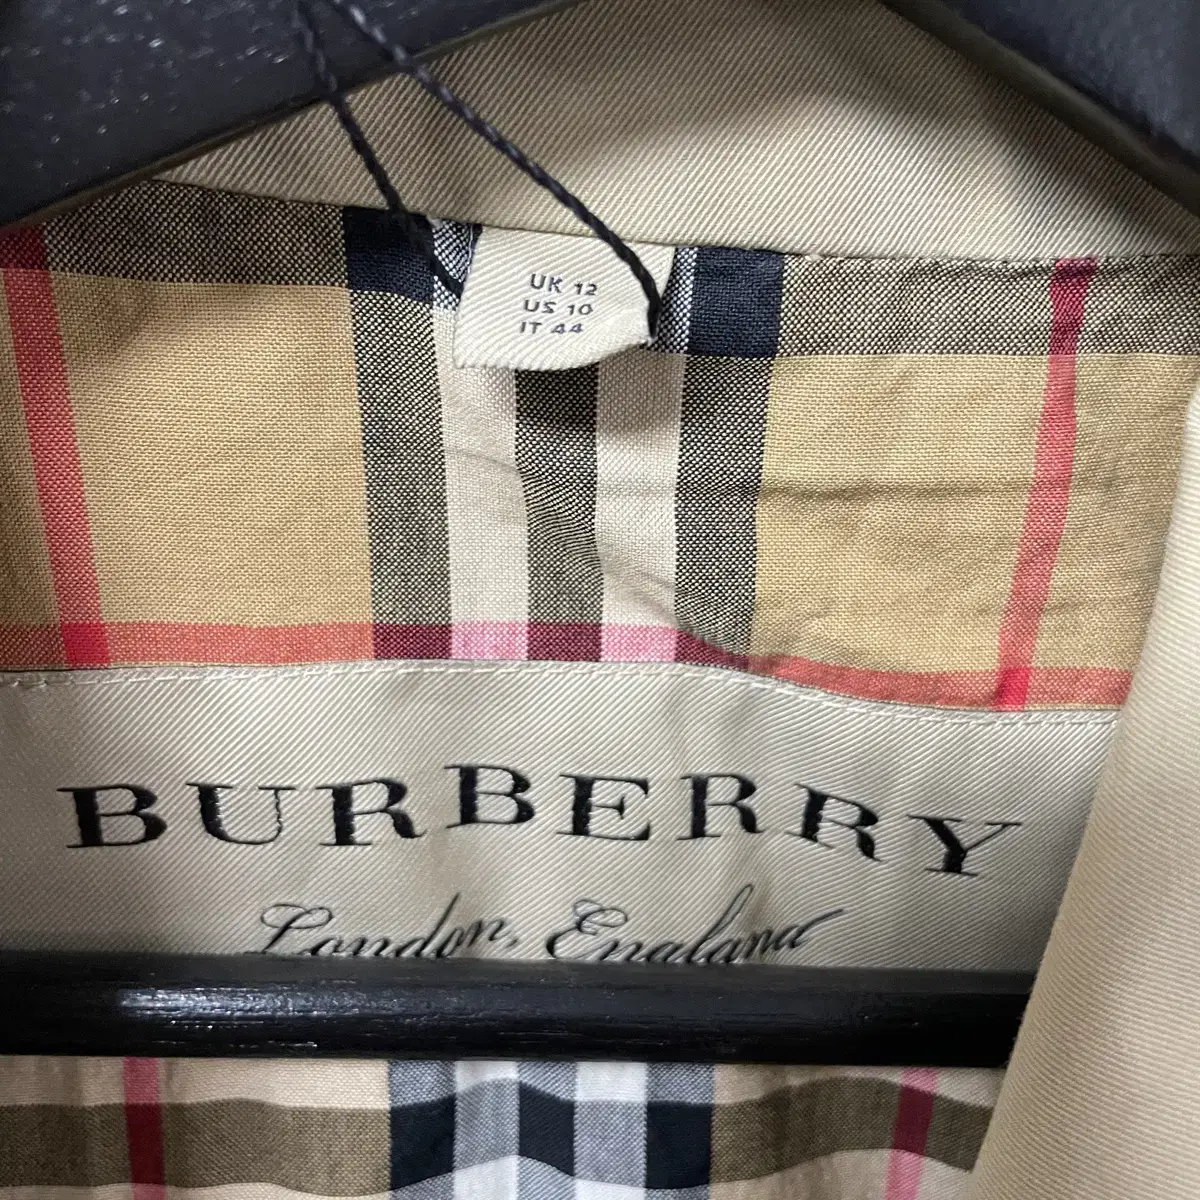 UK 12
US 10
IT 44
BURBERRY
London, England